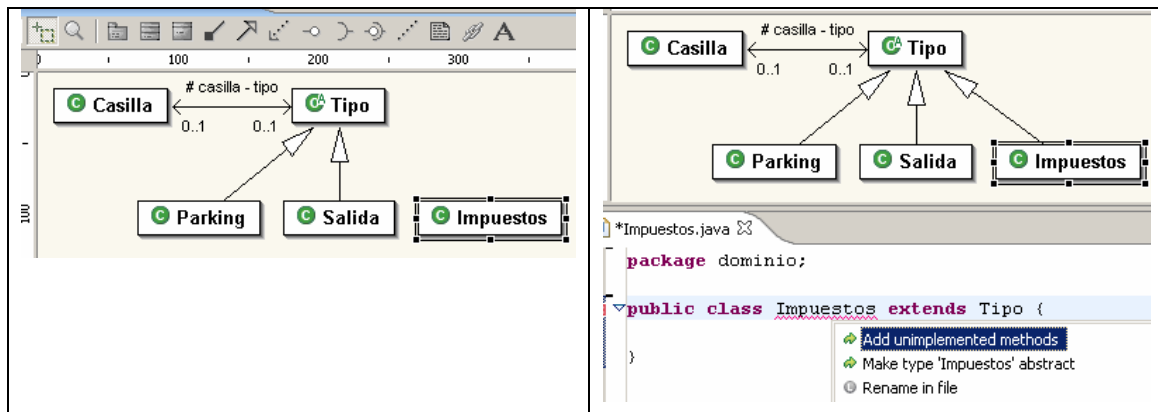 0 100 200 300
# casilla - tipo
C Casilla
C A Tipo
0..1 0..1
100
C Parking
C Salida
C Impuestos
# casilla - tipo
C Casilla
C A Tipo
0..1 0..1
C Parking
C Salida
C Impuestos
*Impuestos.java
package dominio;
public class Impuestos extends Tipo {
Add unimplemented methods
Make type 'Impuestos' abstract
}
Rename in file